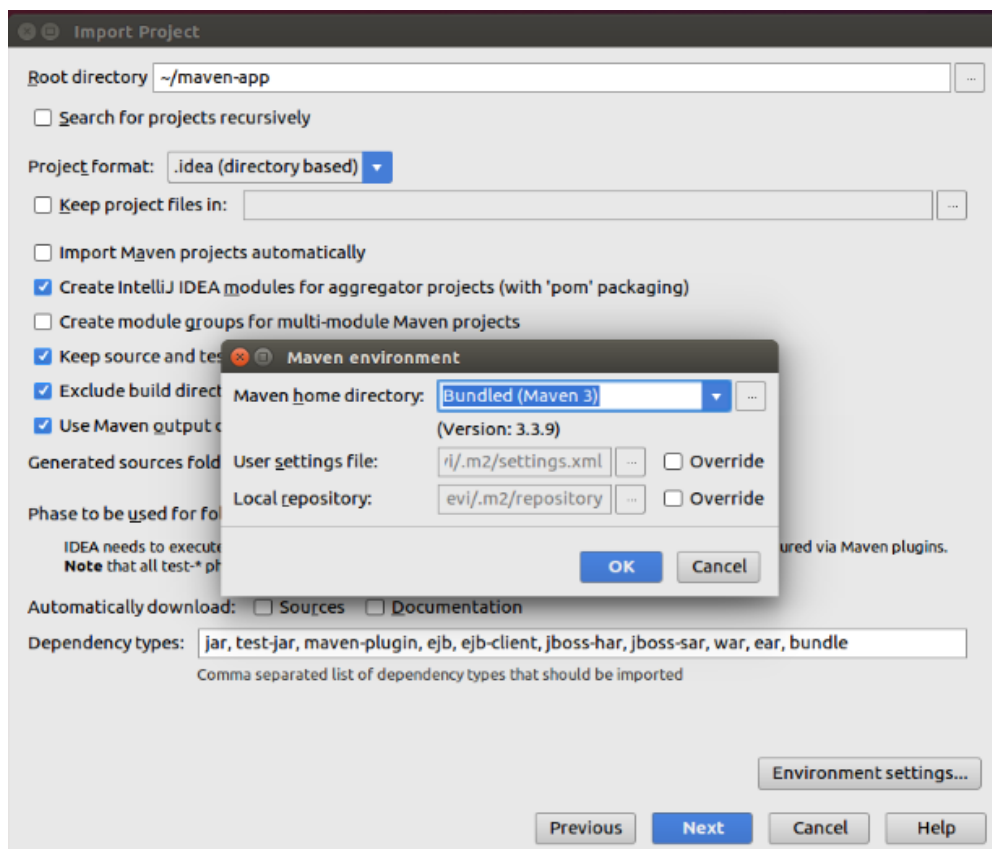 Import Project
Root directory ~/maven-app ...
Search for projects recursively
Project format: .idea (directory based)
Keep project files in: ...
Import Maven projects automatically
Create IntelliJ IDEA modules for aggregator projects (with 'pom' packaging)
Create module groups for multi-module Maven projects
Keep source and
Exclude build
Use Maven output
Generated sources
Phase to be used for
IDEA needs to execute via Maven plugins.
Note that all test-*
Maven environment
Maven home directory: Bundled (Maven 3) ...
(Version: 3.3.9)
User settings file: /.m2/settings.xml ... Override
Local repository: evi/.m2/repository ... Override
OK Cancel
Automatically download: Sources Documentation
Dependency types: jar, test-jar, maven-plugin, ejb, ejb-client, jboss-har, jboss-sar, war, ear, bundle
Comma separated list of dependency types that should be imported
Environment settings...
Previous Next Cancel Help